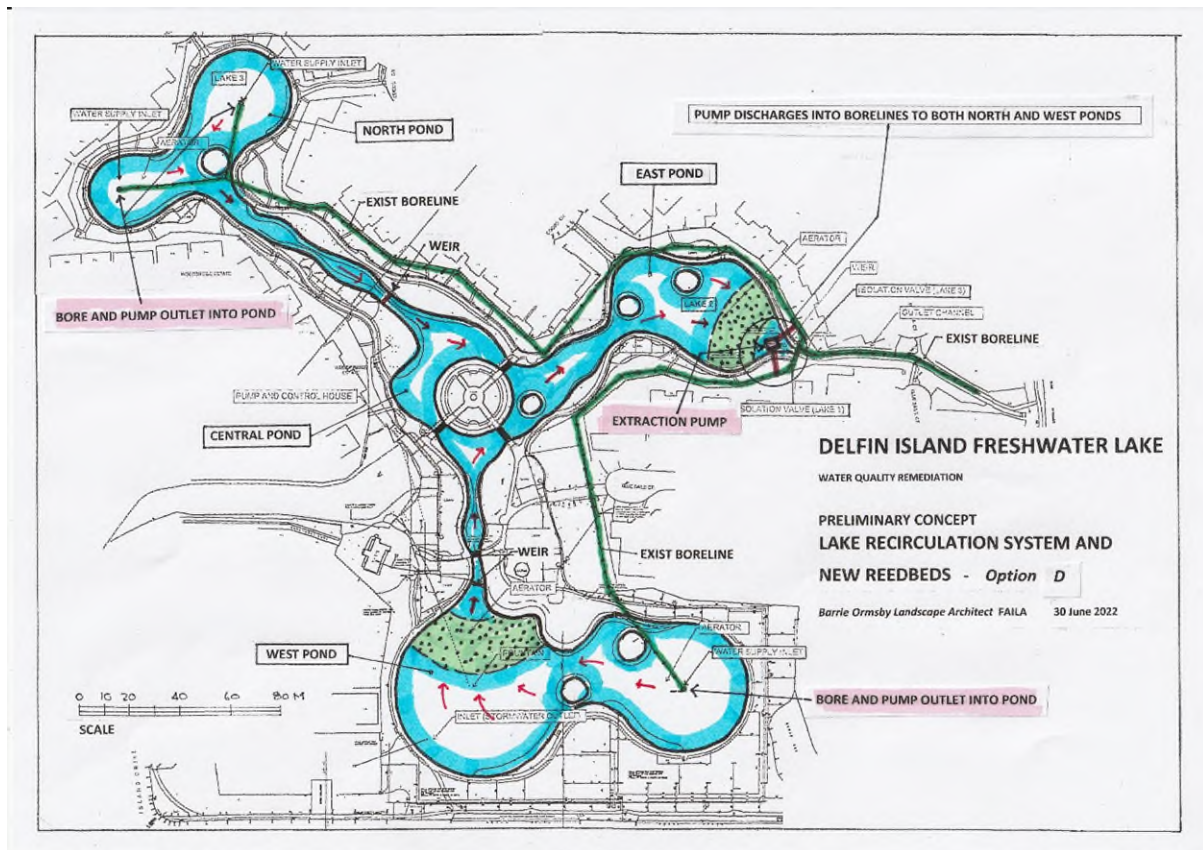 WATER SUPPLY INLET
LAKE 3
WATER SUPPLY INLET
NORTH POND
AERATOR
PUMP DISCHARGES INTO BORELINES TO BOTH NORTH AND WEST PONDS
EAST POND
EXIST BORELINE
WEIR
AERATOR
WEIR
LAKE 2
ISOLATION VALVE (LAKE 2)
OUTLET CHANNEL
EXIST BORELINE
BORE AND PUMP OUTLET INTO POND
PUMP AND CONTROL HOUSE
ISOLATION VALVE (LAKE 1)
EXTRACTION PUMP
CENTRAL POND
DELFIN ISLAND FRESHWATER LAKE
WATER QUALITY REMEDIATION
PRELIMINARY CONCEPT
LAKE RECIRCULATION SYSTEM AND
NEW REEDBEDS - Option D
Barrie Ormsby Landscape Architect FAILA 30 June 2022
WEIR
EXIST BORELINE
AERATOR
AERATOR
WATER SUPPLY INLET
WEST POND
BORE AND PUMP OUTLET INTO POND
INLET (STORMWATER OUTLET)
0 10 20 40 60 80 M
SCALE
ISLAND DRIVE